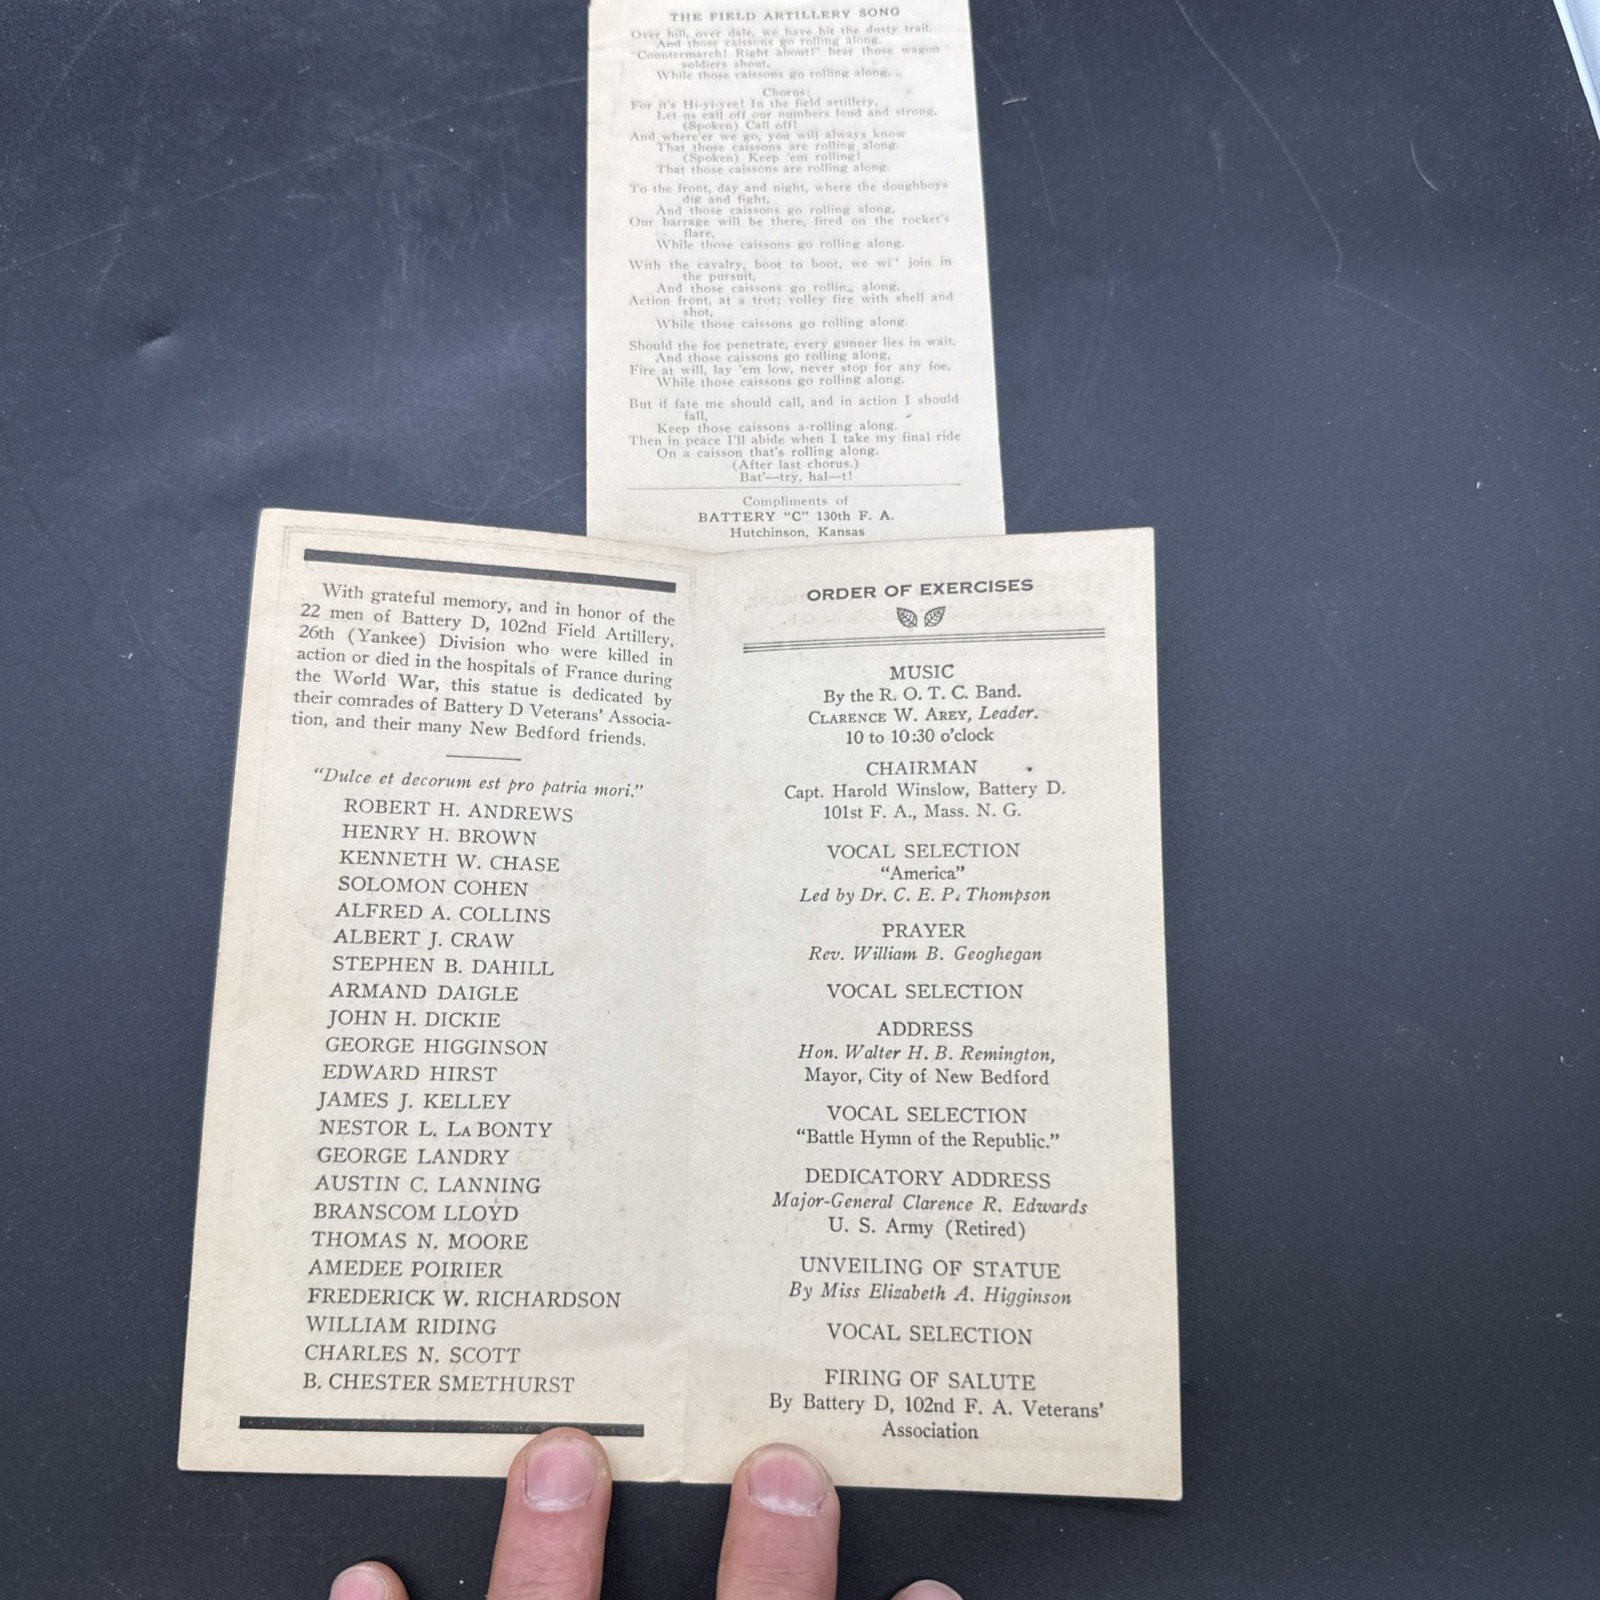 THE FIELD ARTILLERY SONG
Over hill, over dale, we have hit the dusty trail,
And those caissons go rolling along.
"Countermarch! Right about!" hear those wagon
soldiers shout,
While those caissons go rolling along.
Chorus:
For it's Hi-yi-yee! In the field artillery,
Let us call off our numbers loud and strong,
(Spoken) Call off!
And where'er we go, you will always know
That those caissons are rolling along.
(Spoken) Keep 'em rolling!
That those caissons are rolling along.
To the front, day and night, where the doughboys
dig and fight,
And those caissons go rolling along.
Our barrage will be there, fired on the rocket's
flare,
While those caissons go rolling along.
With the cavalry, boot to boot, we will join in
the pursuit,
And those caissons go rolling along.
Action front, at a trot; volley fire with shell and
shot,
While those caissons go rolling along.
Should the foe penetrate, every gunner lies in wait,
And those caissons go rolling along.
Fire at will, lay 'em low, never stop for any foe,
While those caissons go rolling along.
But if fate me should call, and in action I should
fall,
Keep those caissons a-rolling along.
Then in peace I'll abide when I take my final ride
On a caisson that's rolling along.
(After last chorus.)
Bat'—try, hal—t!
Compliments of
BATTERY "C" 130th F. A.
Hutchinson, Kansas
With grateful memory, and in honor of the
22 men of Battery D, 102nd Field Artillery,
26th (Yankee) Division who were killed in
action or died in the hospitals of France during
the World War, this statue is dedicated by
their comrades of Battery D Veterans' Associa-
tion, and their many New Bedford friends.
"Dulce et decorum est pro patria mori."
ROBERT H. ANDREWS
HENRY H. BROWN
KENNETH W. CHASE
SOLOMON COHEN
ALFRED A. COLLINS
ALBERT J. CRAW
STEPHEN B. DAHILL
ARMAND DAIGLE
JOHN H. DICKIE
GEORGE HIGGINSON
EDWARD HIRST
JAMES J. KELLEY
NESTOR L. LA BONTY
GEORGE LANDRY
AUSTIN C. LANNING
BRANSCOM LLOYD
THOMAS N. MOORE
AMEDEE POIRIER
FREDERICK W. RICHARDSON
WILLIAM RIDING
CHARLES N. SCOTT
B. CHESTER SMETHURST
ORDER OF EXERCISES
MUSIC
By the R. O. T. C. Band.
CLARENCE W. AREY, Leader.
10 to 10:30 o'clock
CHAIRMAN
Capt. Harold Winslow, Battery D.
101st F. A., Mass. N. G.
VOCAL SELECTION
"America"
Led by Dr. C. E. P. Thompson
PRAYER
Rev. William B. Geoghegan
VOCAL SELECTION
ADDRESS
Hon. Walter H. B. Remington,
Mayor, City of New Bedford
VOCAL SELECTION
"Battle Hymn of the Republic."
DEDICATORY ADDRESS
Major-General Clarence R. Edwards
U. S. Army (Retired)
UNVEILING OF STATUE
By Miss Elizabeth A. Higginson
VOCAL SELECTION
FIRING OF SALUTE
By Battery D, 102nd F. A. Veterans'
Association